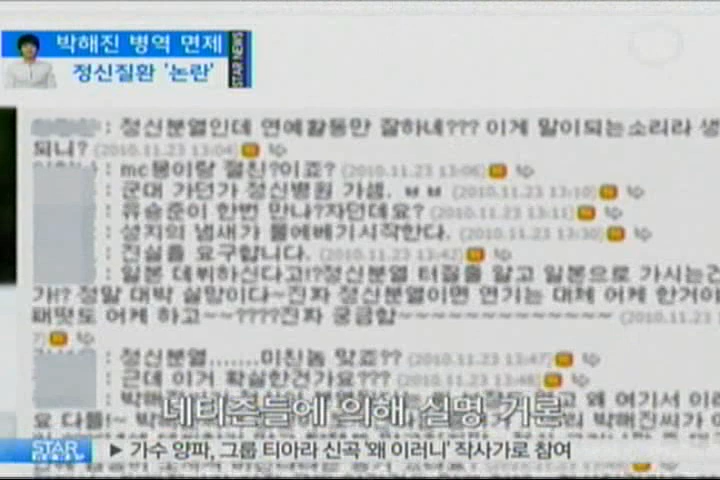 박해진 병역 면제
정신질환 '논란'
STAR NEWS
: 정신분열인데 연예활동만 잘하네??? 이게 말이되는소리라 생
되니? (2010.11.23 13:04)
: mc몽이랑 절친?이죠? (2010.11.23 13:06)
: 군대 가던가 정신병원 가셈. ㅂㅂ (2010.11.23 13:10)
: 유승준이 한번 만나?자던데요? (2010.11.23 13:11)
: 성지의 냄새가 몰에베기시작한다. (2010.11.23 13:30)
: 진실를 요구합니다. (2010.11.23 13:42)
: 일본 데뷔하신다고!?정신분열 터질줄 알고 일본으로 가시는건
가!? 정말 대박 실망이다~진짜 정신분열이면 연기는 대체 어케 한거야
어케 하고~~????진짜 궁금함~~~~~~~~~~~~~ (2010.11.23 1
: 정신분열.......미친놈 맞죠?? (2010.11.23 13:47)
: 근데 이거 확실한건가요??? (2010.11.23 13:48)
네티즌들에 의해 실명 거론
STAR
▶ 가수 양파, 그룹 티아라 신곡 '왜 이러니' 작사가로 참여